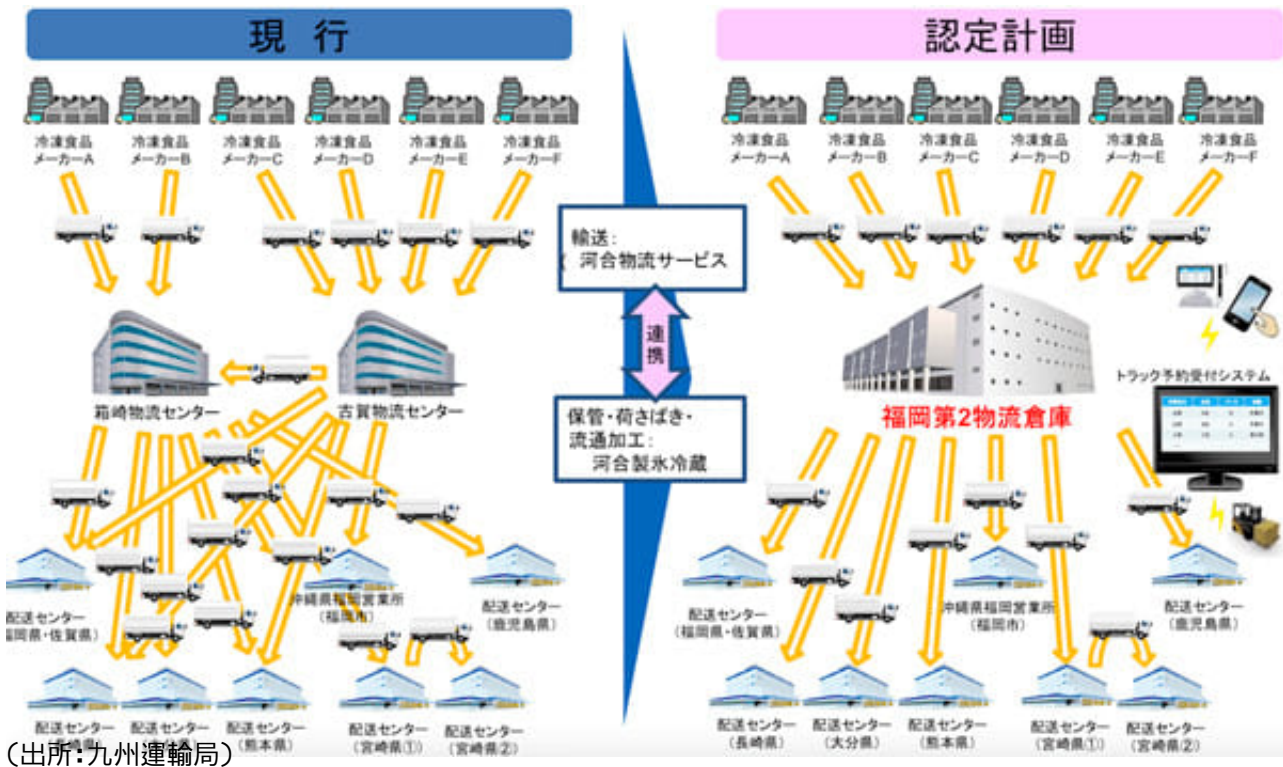 現 行
認定計画
冷凍食品
メーカーA
冷凍食品
メーカーB
冷凍食品
メーカーC
冷凍食品
メーカーD
冷凍食品
メーカーE
冷凍食品
メーカーF
冷凍食品
メーカーA
冷凍食品
メーカーB
冷凍食品
メーカーC
冷凍食品
メーカーD
冷凍食品
メーカーE
冷凍食品
メーカーF
輸送:
河合物流サービス
連携
保管・荷さばき・
流通加工:
河合製氷冷蔵
箱崎物流センター
古賀物流センター
福岡第2物流倉庫
トラック予約受付システム
配送センター
福岡県・佐賀県)
沖縄県福岡営業所
(福岡市)
配送センター
(鹿児島県)
配送センター
(長崎県)
配送センター
(大分県)
配送センター
(熊本県)
配送センター
(宮崎県①)
配送センター
(宮崎県②)
配送センター
(福岡県・佐賀県)
沖縄県福岡営業所
(福岡市)
配送センター
(鹿児島県)
配送センター
(長崎県)
配送センター
(大分県)
配送センター
(熊本県)
配送センター
(宮崎県①)
配送センター
(宮崎県②)
(出所:九州運輸局)